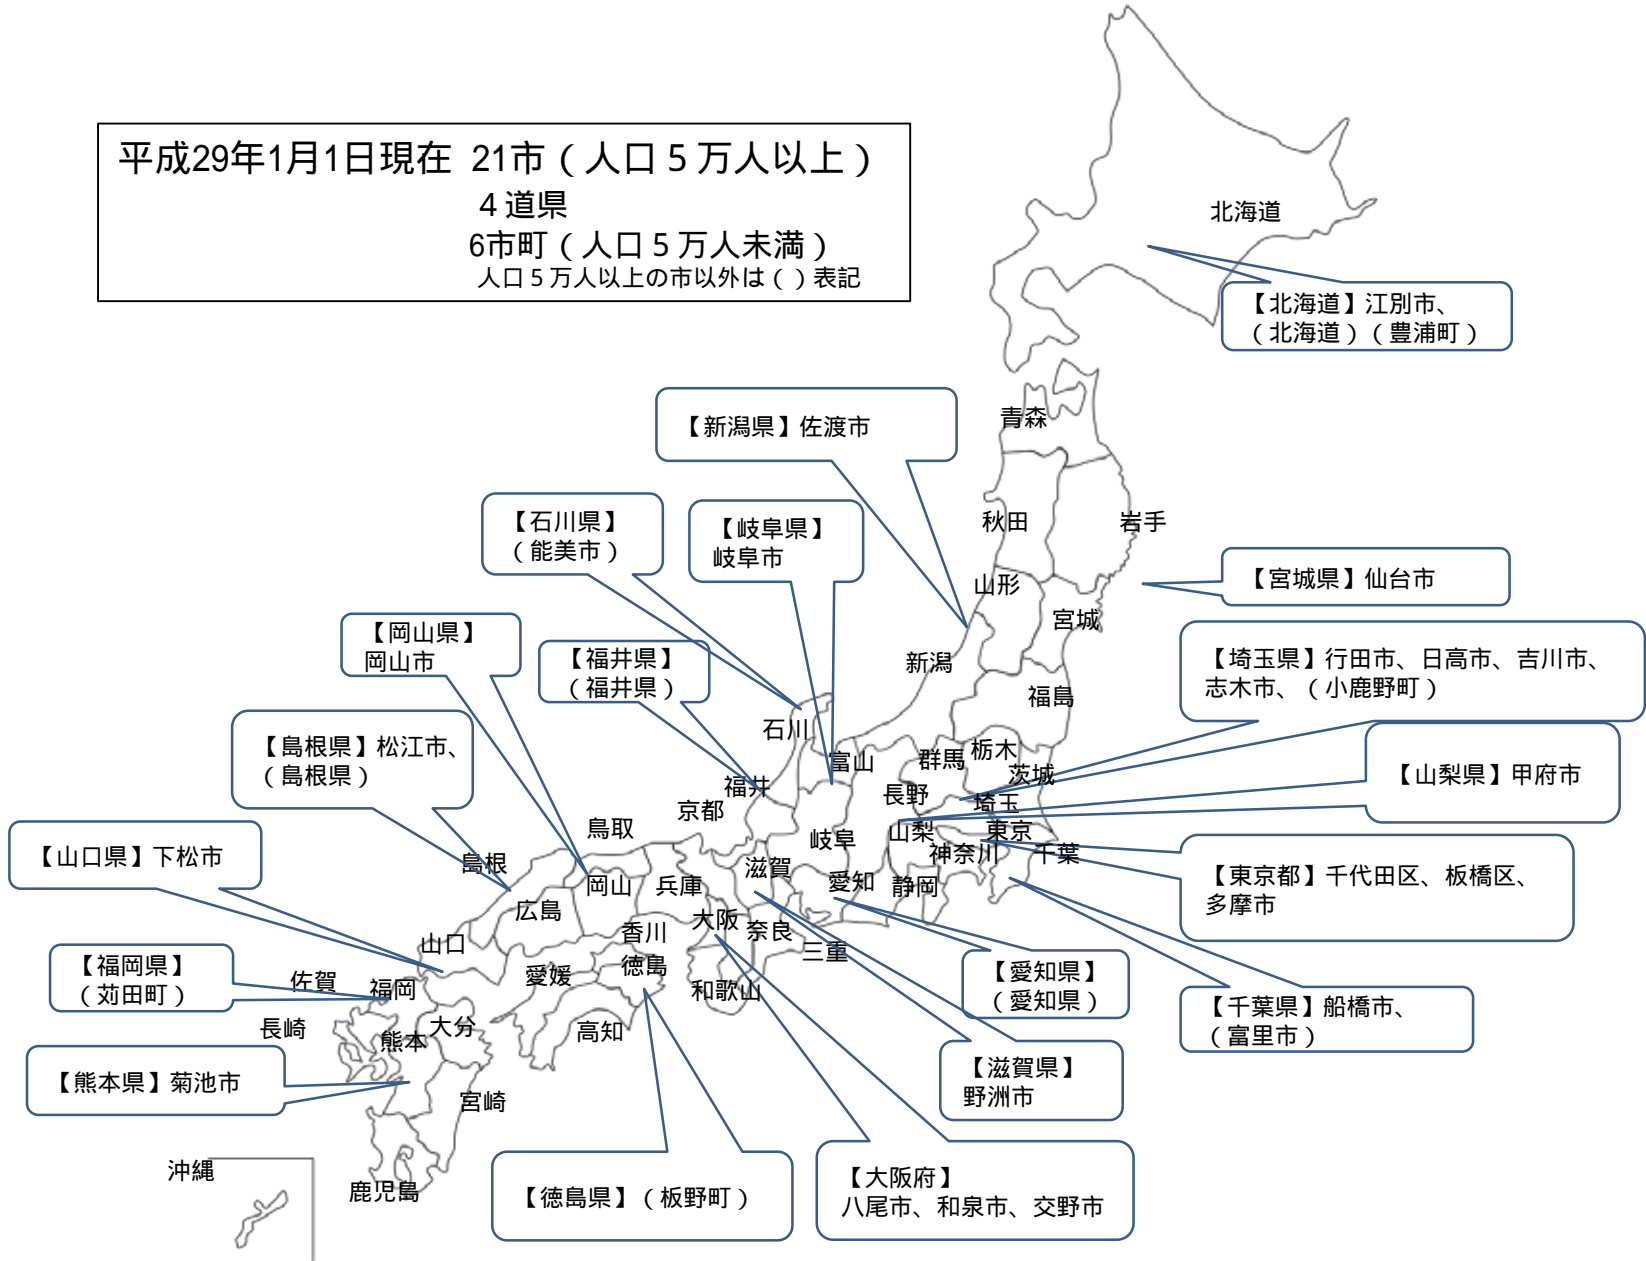 平成29年1月1日現在 21市（人口５万人以上）
４道県
6市町（人口５万人未満）
人口５万人以上の市以外は（ ）表記
北海道
【北海道】江別市、
（北海道）（豊浦町）
青森
【新潟県】佐渡市
秋田
岩手
【石川県】
（能美市）
【岐阜県】
岐阜市
山形
【宮城県】仙台市
宮城
【岡山県】
岡山市
【福井県】
（福井県）
新潟
【埼玉県】行田市、日高市、吉川市、
志木市、（小鹿野町）
福島
石川
【島根県】松江市、
（島根県）
富山
群馬
栃木
茨城
【山梨県】甲府市
福井
長野
埼玉
京都
鳥取
岐阜
山梨
東京
【山口県】下松市
島根
滋賀
神奈川
千葉
岡山
兵庫
愛知
静岡
【東京都】千代田区、板橋区、
多摩市
広島
大阪
奈良
山口
香川
三重
【福岡県】
（苅田町）
佐賀
福岡
愛媛
徳島
和歌山
【愛知県】
（愛知県）
【千葉県】船橋市、
（富里市）
長崎
大分
熊本
高知
【熊本県】菊池市
【滋賀県】
野洲市
宮崎
沖縄
鹿児島
【徳島県】（板野町）
【大阪府】
八尾市、和泉市、交野市